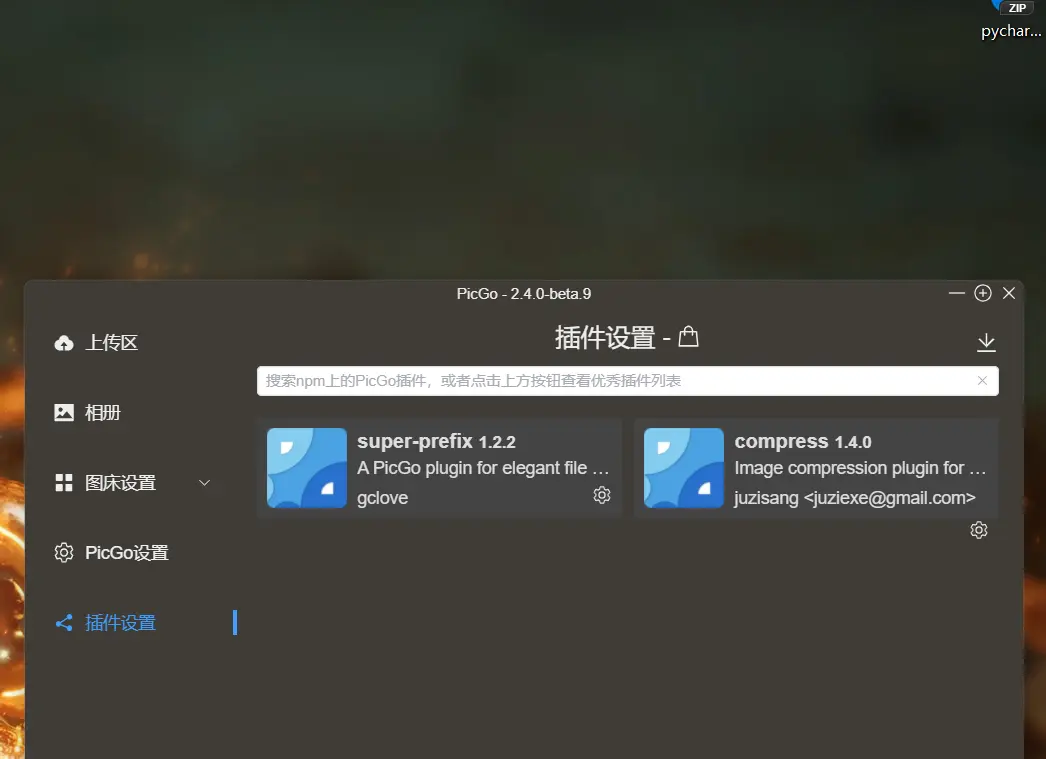 ZIP
pychar...
PicGo - 2.4.0-beta.9
上传区
相册
图床设置
PicGo设置
插件设置
插件设置 -
搜索npm上的PicGo插件，或者点击上方按钮查看优秀插件列表
super-prefix 1.2.2
A PicGo plugin for elegant file ...
gclove
compress 1.4.0
Image compression plugin for ...
juzisang <juziexe@gmail.com>